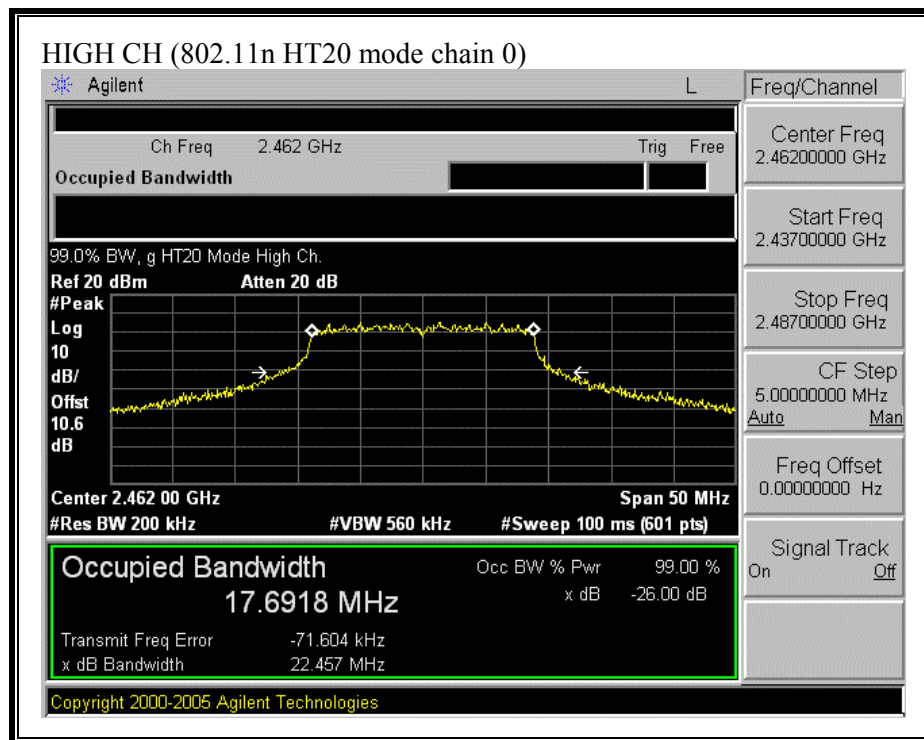 HIGH CH (802.11n HT20 mode chain 0)
Agilent L Freq/Channel
Ch Freq 2.462 GHz Trig Free
Occupied Bandwidth
Center Freq
2.46200000 GHz
Start Freq
2.43700000 GHz
Stop Freq
2.48700000 GHz
CF Step
5.00000000 MHz
Auto Man
Freq Offset
0.00000000 Hz
Signal Track
On Off
99.0% BW, g HT20 Mode High Ch.
Ref 20 dBm Atten 20 dB
#Peak
Log
10
dB/
Offst
10.6
dB
Center 2.462 00 GHz Span 50 MHz
#Res BW 200 kHz #VBW 560 kHz #Sweep 100 ms (601 pts)
Occupied Bandwidth Occ BW % Pwr 99.00 %
17.6918 MHz x dB -26.00 dB
Transmit Freq Error -71.604 kHz
x dB Bandwidth 22.457 MHz
Copyright 2000-2005 Agilent Technologies